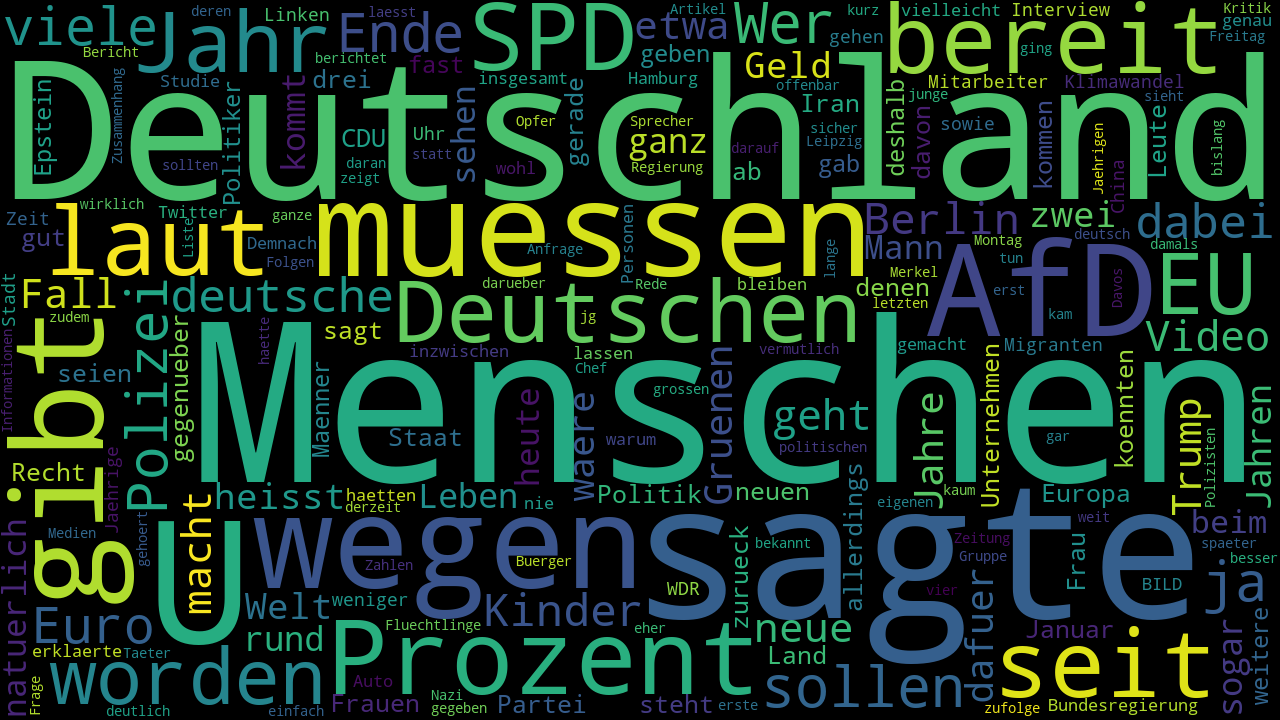 viele
Jahr
Ende
SPD
etwa
Wer
bereit
deren
Linken
laesst
Artikel
kurz
vielleicht
Interview
Kritik
genau
Freitag
Bericht
berichtet
fast
geben
gehen
ging
Geld
Deutschland
Zusammenhang
Studie
drei
insgesamt
Hamburg
offenbar
Mitarbeiter
Klimawandel
Epstein
Politiker
kommt
CDU
Uhr
sehen
Opfer
Sprecher
gerade
ganz
Iran
deshalb
junge
sieht
davon
sowie
kommen
Leute
bislang
sollten
daran
zeigt
statt
wohl
Regierung
darauf
ab
sicher
Leipzig
gab
Jaehrigen
China
Zeit
wirklich
Twitter
ganze
gut
laut
Liste
Demnach
Folgen
muessen
Anfrage
Personen
lange
Berlin
Mann
Montag
tun
zwei
deutsch
dabei
damals
Stadt
Fall
zudem
deutsche
darueber
Rede
bleiben
denen
Merkel
letzten
erst
kam
AfD
Davos
EU
Deutschen
jg
sagt
haette
Polizei
gegenueber
seien
Informationen
gibt
inzwischen
lassen
Chef
vermutlich
gemacht
Migranten
Video
Menschen
Maenner
Staat
heute
Waere
warum
grossen
Gruenen
geht
politischen
Jahre
Unternehmen
gar
koennten
Trump
Polizisten
Jahren
Recht
Jaehrige
heisst
haetten
derzeit
Leben
nie
Politik
neuen
eigenen
kaum
Europa
beim
natuerlich
Medien
gehoert
macht
U
wegen
sagte
Zahlen
Buerger
zurueck
bekannt
allerdings
Zeitung
Gruppe
weit
spaeter
besser
Frau
BILD
ja
vier
WDR
Euro
Welt
weniger
Kinder
Fluechtlinge
eher
neue
dafuer
Januar
sogar
weitere
erklaerte
Taeter
rund
Prozent
Land
seit
Frage
worden
Auto
Frauen
Nazi
gegeben
Partei
steht
erste
sollen
zufolge
Bundesregierung
deutlich
einfach